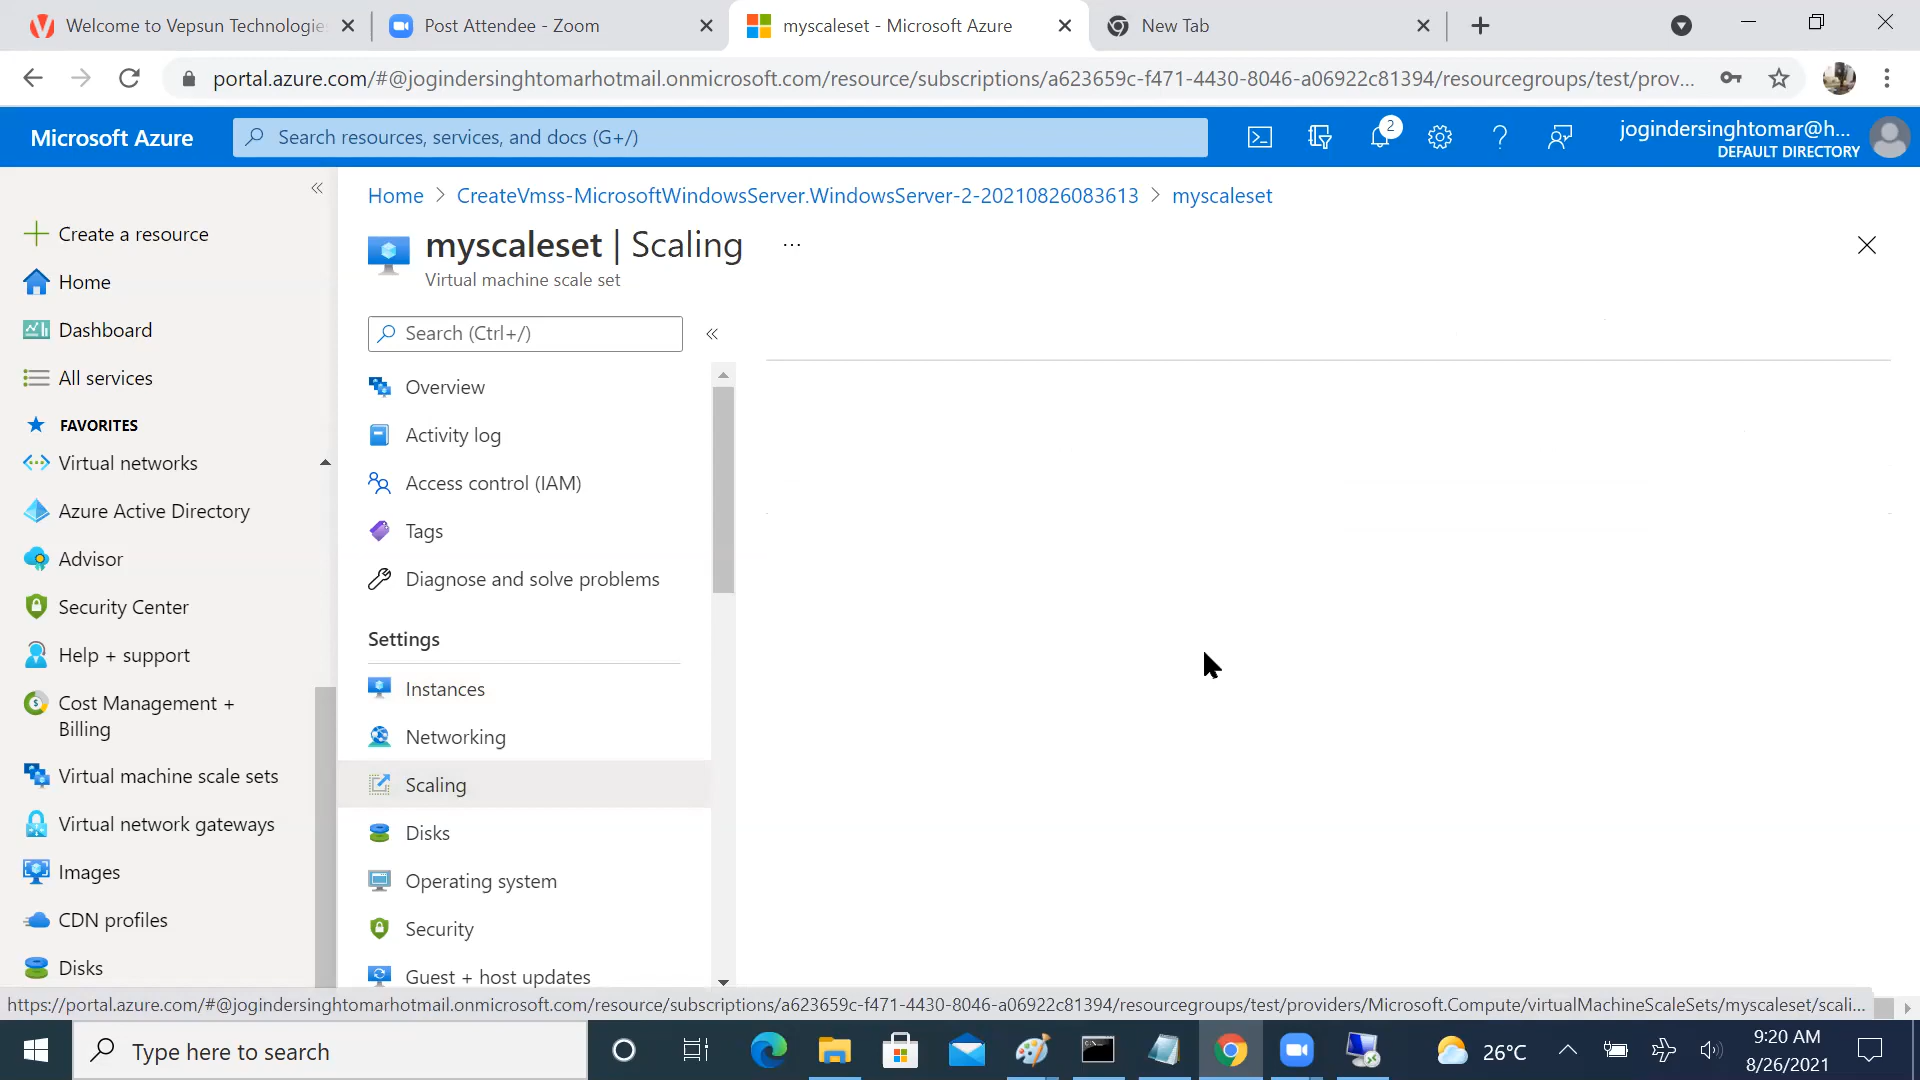 Welcome to Vepsun Technologie
Post Attendee - Zoom
myscaleset - Microsoft Azure
New Tab
portal.azure.com/#@jogindersinghtomarhotmail.onmicrosoft.com/resource/subscriptions/a623659c-f471-4430-8046-a06922c81394/resourcegroups/test/prov...
Microsoft Azure
Search resources, services, and docs (G+/)
2
jogindersinghtomar@h...
DEFAULT DIRECTORY
Create a resource
Home
Dashboard
All services
FAVORITES
Virtual networks
Azure Active Directory
Advisor
Security Center
Help + support
Cost Management +
Billing
Virtual machine scale sets
Virtual network gateways
Images
CDN profiles
Disks
Home > CreateVmss-MicrosoftWindowsServer.WindowsServer-2-20210826083613 > myscaleset
myscaleset | Scaling ...
Virtual machine scale set
Search (Ctrl+/)
Overview
Activity log
Access control (IAM)
Tags
Diagnose and solve problems
Settings
Instances
Networking
Scaling
Disks
Operating system
Security
Guest + host updates
https://portal.azure.com/#@jogindersinghtomarhotmail.onmicrosoft.com/resource/subscriptions/a623659c-f471-4430-8046-a06922c81394/resourcegroups/test/providers/Microsoft.Compute/virtualMachineScaleSets/myscaleset/scali...
Type here to search
26°C
9:20 AM
8/26/2021